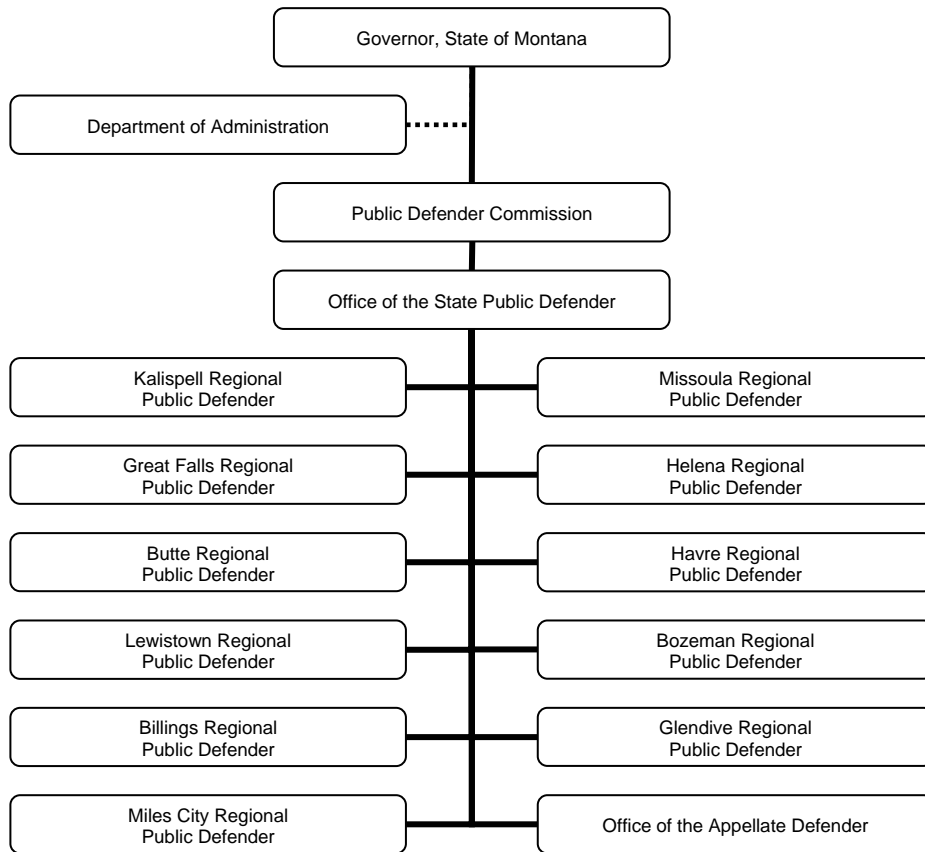 Governor, State of Montana
Department of Administration
Public Defender Commission
Office of the State Public Defender
Kalispell Regional
Public Defender
Missoula Regional
Public Defender
Great Falls Regional
Public Defender
Helena Regional
Public Defender
Butte Regional
Public Defender
Havre Regional
Public Defender
Lewistown Regional
Public Defender
Bozeman Regional
Public Defender
Billings Regional
Public Defender
Glendive Regional
Public Defender
Miles City Regional
Public Defender
Office of the Appellate Defender